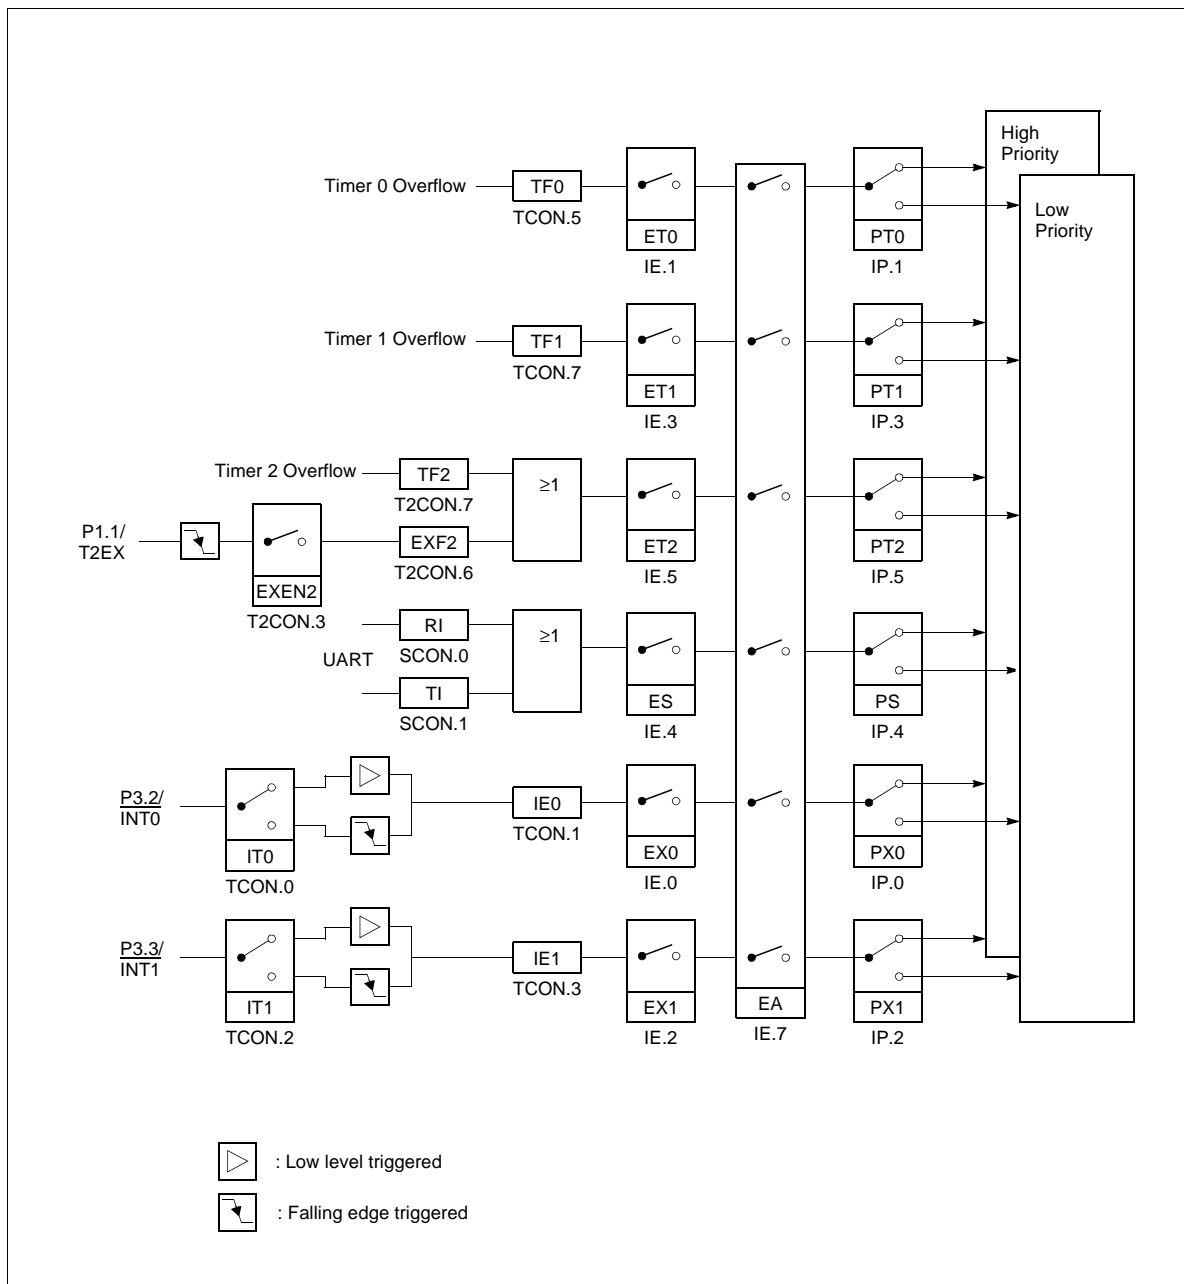 High
Priority
Low
Priority
Timer 0 Overflow
TF0
TCON.5
ET0
IE.1
PT0
IP.1
Timer 1 Overflow
TF1
TCON.7
ET1
IE.3
PT1
IP.3
Timer 2 Overflow
TF2
T2CON.7
≥1
P1.1/
T2EX
EXEN2
T2CON.3
EXF2
T2CON.6
ET2
IE.5
PT2
IP.5
UART
RI
SCON.0
≥1
TI
SCON.1
ES
IE.4
PS
IP.4
P3.2/
INT0
IT0
TCON.0
IE0
TCON.1
EX0
IE.0
PX0
IP.0
P3.3/
INT1
IT1
TCON.2
IE1
TCON.3
EX1
IE.2
EA
IE.7
PX1
IP.2
: Low level triggered
: Falling edge triggered